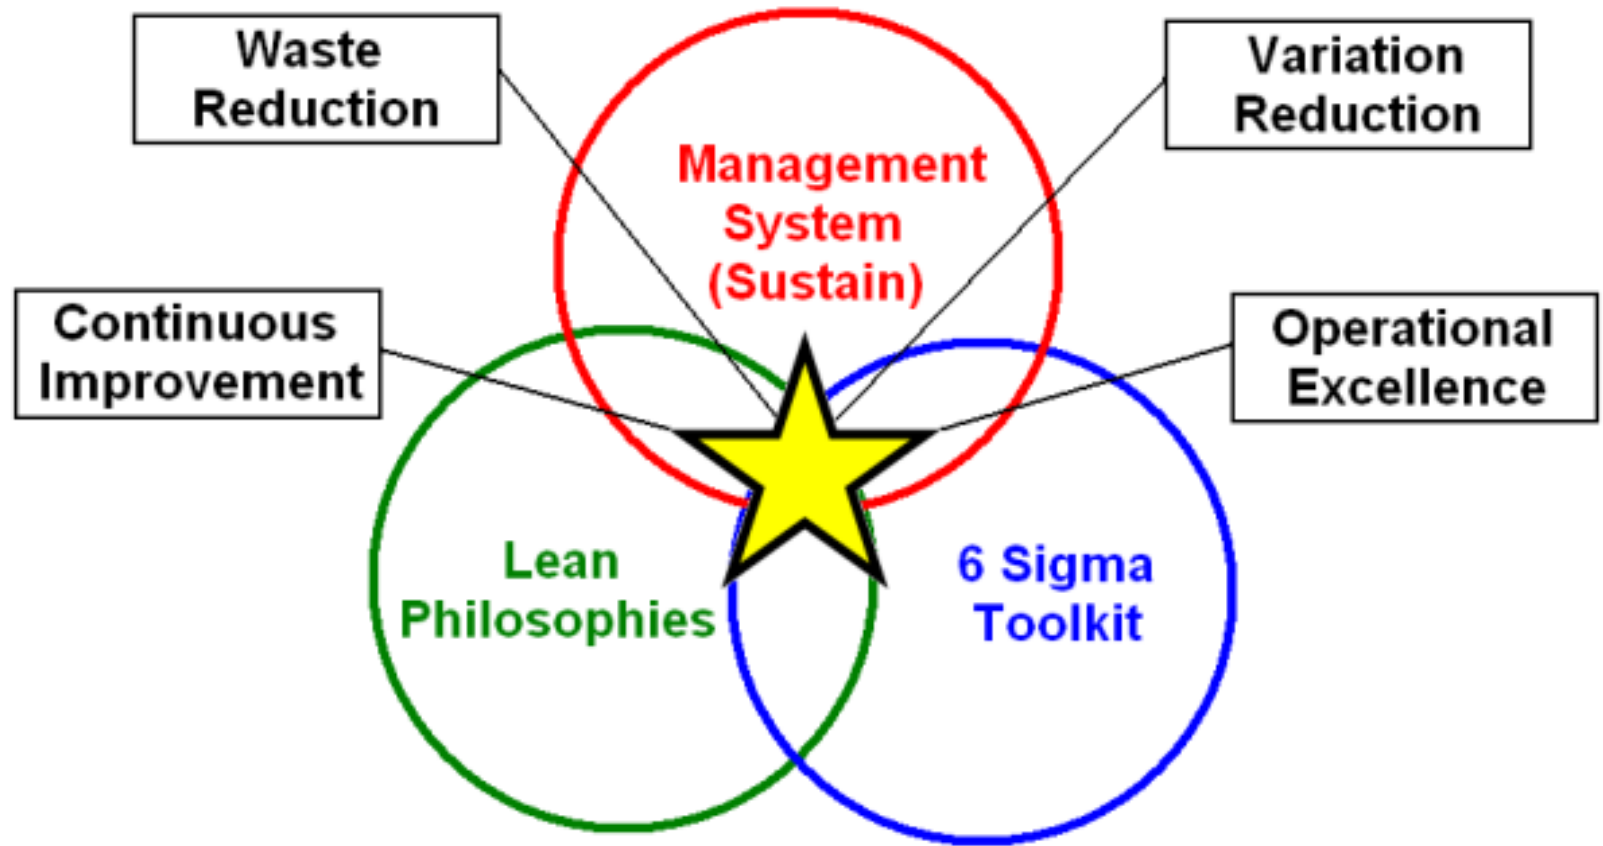 Waste
Reduction
Variation
Reduction
Management
System
(Sustain)
Continuous
Improvement
Operational
Excellence
Lean
Philosophies
6 Sigma
Toolkit